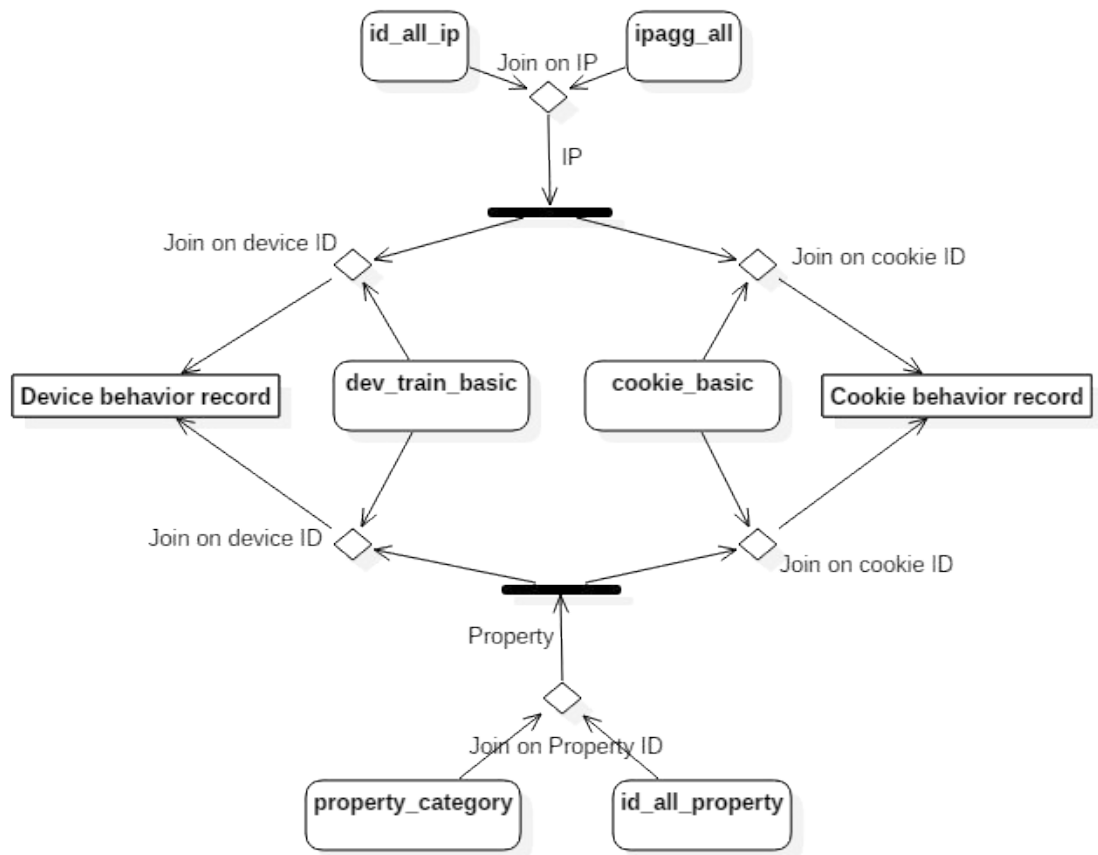 id_all_ip
ipagg_all
Join on IP
IP
Join on device ID
Join on cookie ID
dev_train_basic
cookie_basic
Device behavior record
Cookie behavior record
Join on device ID
Join on cookie ID
Property
Join on Property ID
property_category
id_all_property